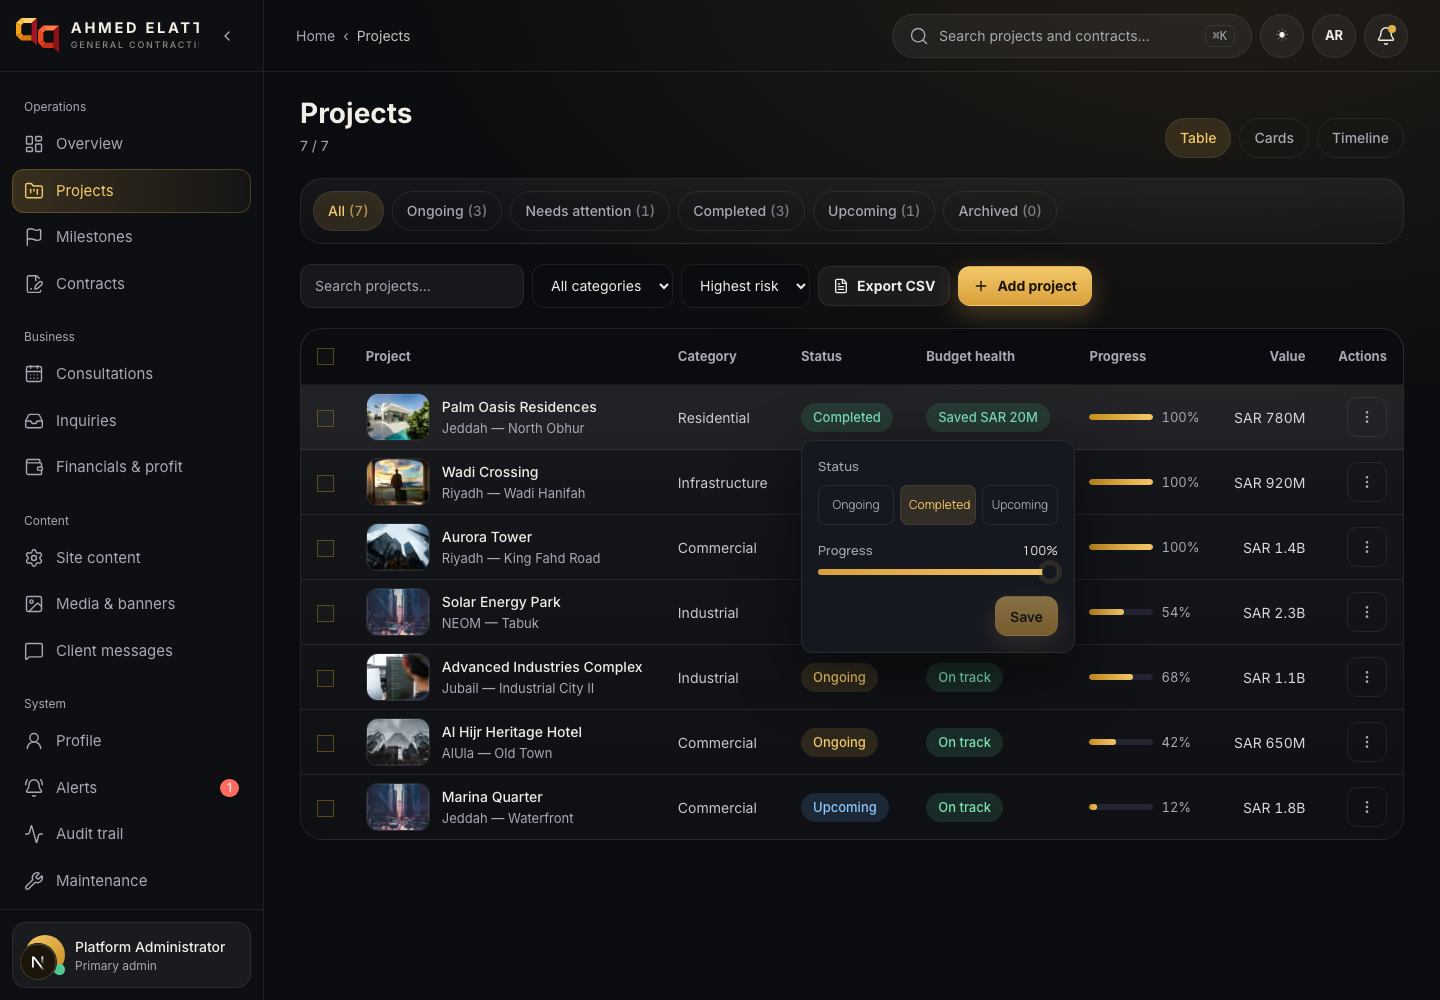 AHMED ELATT
GENERAL CONTRACTI
Home ‹ Projects
Search projects and contracts...
⌘K
AR
Operations
Overview
Projects
Milestones
Contracts
Business
Consultations
Inquiries
Financials & profit
Content
Site content
Media & banners
Client messages
System
Profile
Alerts 1
Audit trail
Maintenance
N
Platform Administrator
Primary admin
Projects
7 / 7
Table Cards Timeline
All (7) Ongoing (3) Needs attention (1) Completed (3) Upcoming (1) Archived (0)
Search projects... All categories Highest risk Export CSV + Add project
Project Category Status Budget health Progress Value Actions
Palm Oasis Residences
Jeddah — North Obhur
Residential Completed Saved SAR 20M 100% SAR 780M
Wadi Crossing
Riyadh — Wadi Hanifah
Infrastructure 100% SAR 920M
Aurora Tower
Riyadh — King Fahd Road
Commercial 100% SAR 1.4B
Solar Energy Park
NEOM — Tabuk
Industrial 54% SAR 2.3B
Advanced Industries Complex
Jubail — Industrial City II
Industrial Ongoing On track 68% SAR 1.1B
Al Hijr Heritage Hotel
AlUla — Old Town
Commercial Ongoing On track 42% SAR 650M
Marina Quarter
Jeddah — Waterfront
Commercial Upcoming On track 12% SAR 1.8B
Status
Ongoing Completed Upcoming
Progress 100%
Save